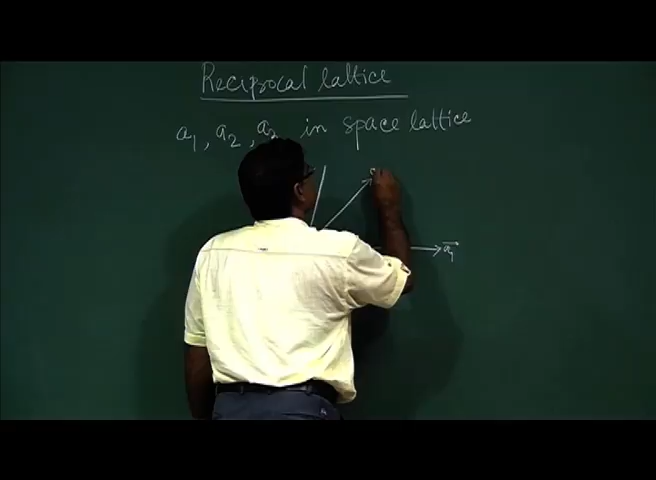 Reciprocal lattice
a1, a2, a3 in space lattice
a1